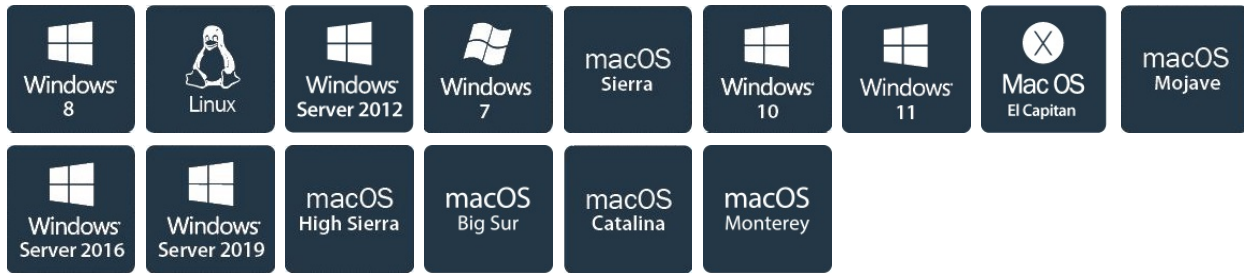 Windows
8
Linux
Windows
Server 2012
Windows
7
macOS
Sierra
Windows
10
Windows
11
X
Mac OS
El Capitan
macOS
Mojave
Windows
Server 2016
Windows
Server 2019
macOS
High Sierra
macOS
Big Sur
macOS
Catalina
macOS
Monterey